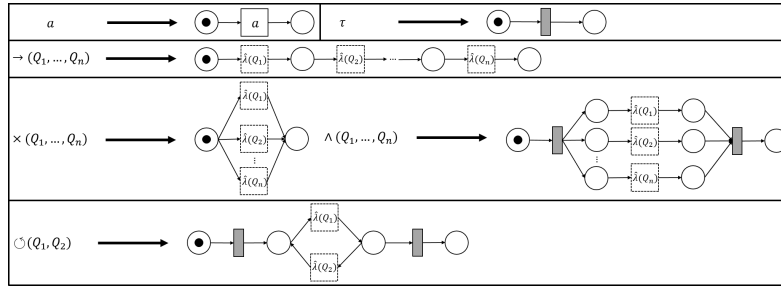 a a τ
→ (Q₁, …, Qₙ) λ̂(Q₁) λ̂(Q₂) … λ̂(Qₙ)
λ̂(Q₁) λ̂(Q₁)
× (Q₁, …, Qₙ) λ̂(Q₂) ∧ (Q₁, …, Qₙ) λ̂(Q₂)
⋮ ⋮
λ̂(Qₙ) λ̂(Qₙ)
λ̂(Q₁)
↺ (Q₁, Q₂)
λ̂(Q₂)